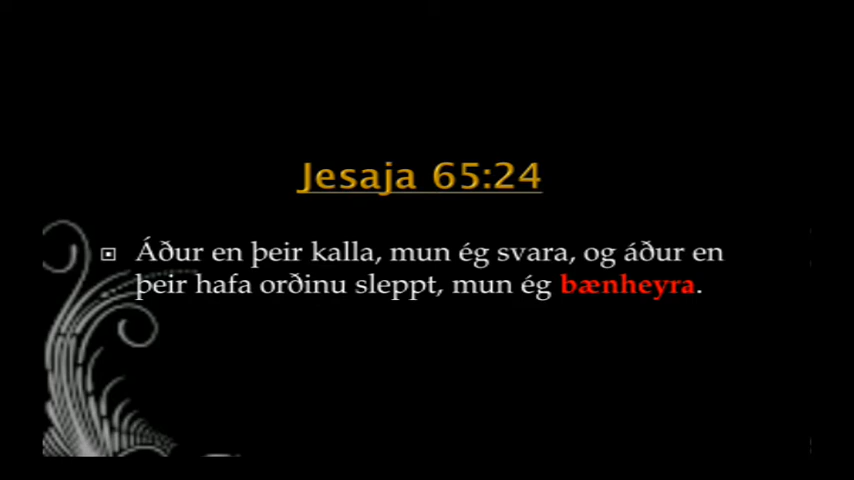 Jesaja 65:24
Áður en þeir kalla, mun ég svara, og áður en
þeir hafa orðinu sleppt, mun ég bænheyra.